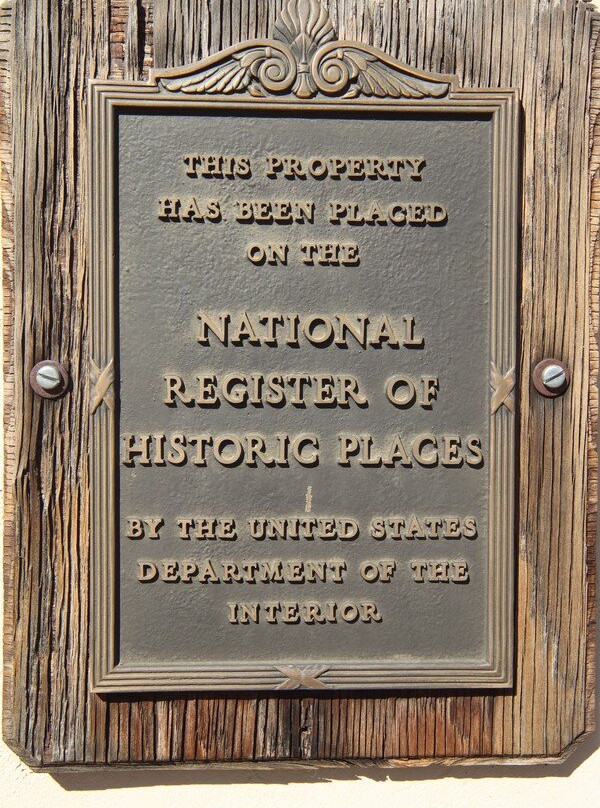 THIS PROPERTY
HAS BEEN PLACED
ON THE
NATIONAL
REGISTER OF
HISTORIC PLACES
BY THE UNITED STATES
DEPARTMENT OF THE
INTERIOR